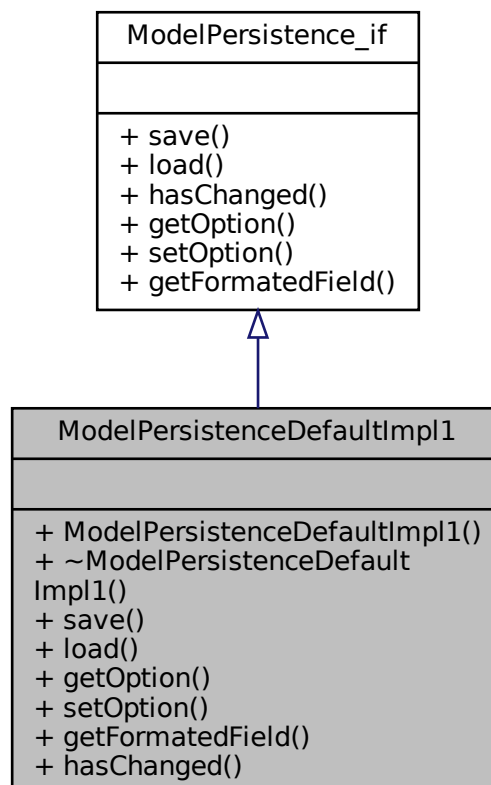 ModelPersistence_if
+ save()
+ load()
+ hasChanged()
+ getOption()
+ setOption()
+ getFormatedField()
ModelPersistenceDefaultImpl1
+ ModelPersistenceDefaultImpl1()
+ ~ModelPersistenceDefault
Impl1()
+ save()
+ load()
+ getOption()
+ setOption()
+ getFormatedField()
+ hasChanged()